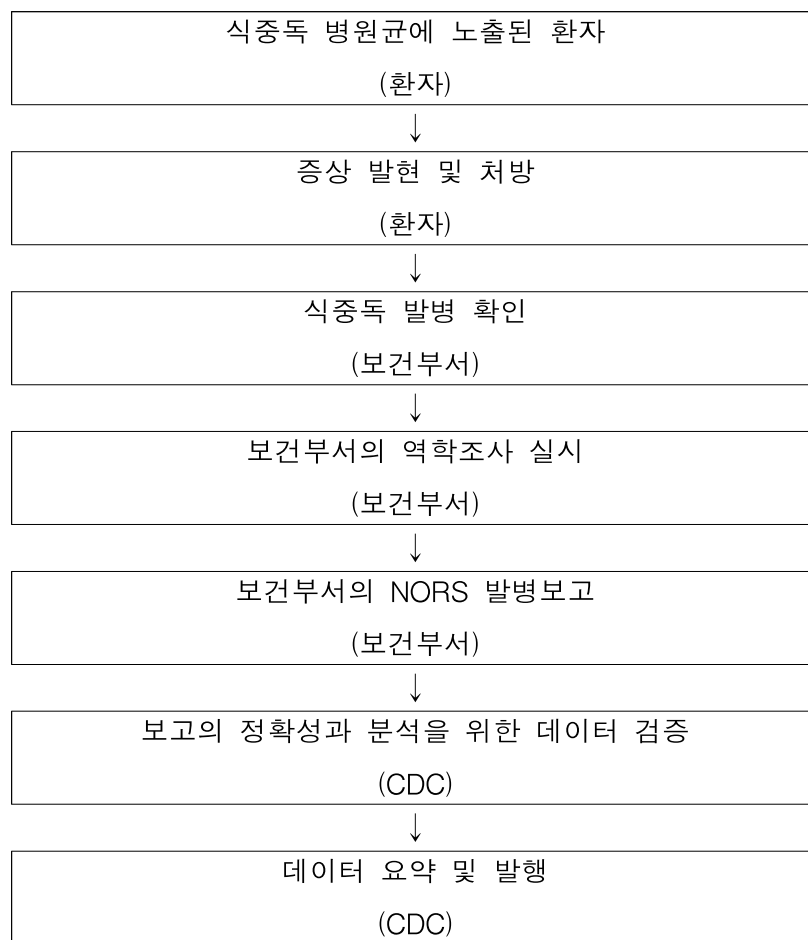 식중독 병원균에 노출된 환자
(환자)
↓
증상 발현 및 처방
(환자)
↓
식중독 발병 확인
(보건부서)
↓
보건부서의 역학조사 실시
(보건부서)
↓
보건부서의 NORS 발병보고
(보건부서)
↓
보고의 정확성과 분석을 위한 데이터 검증
(CDC)
↓
데이터 요약 및 발행
(CDC)